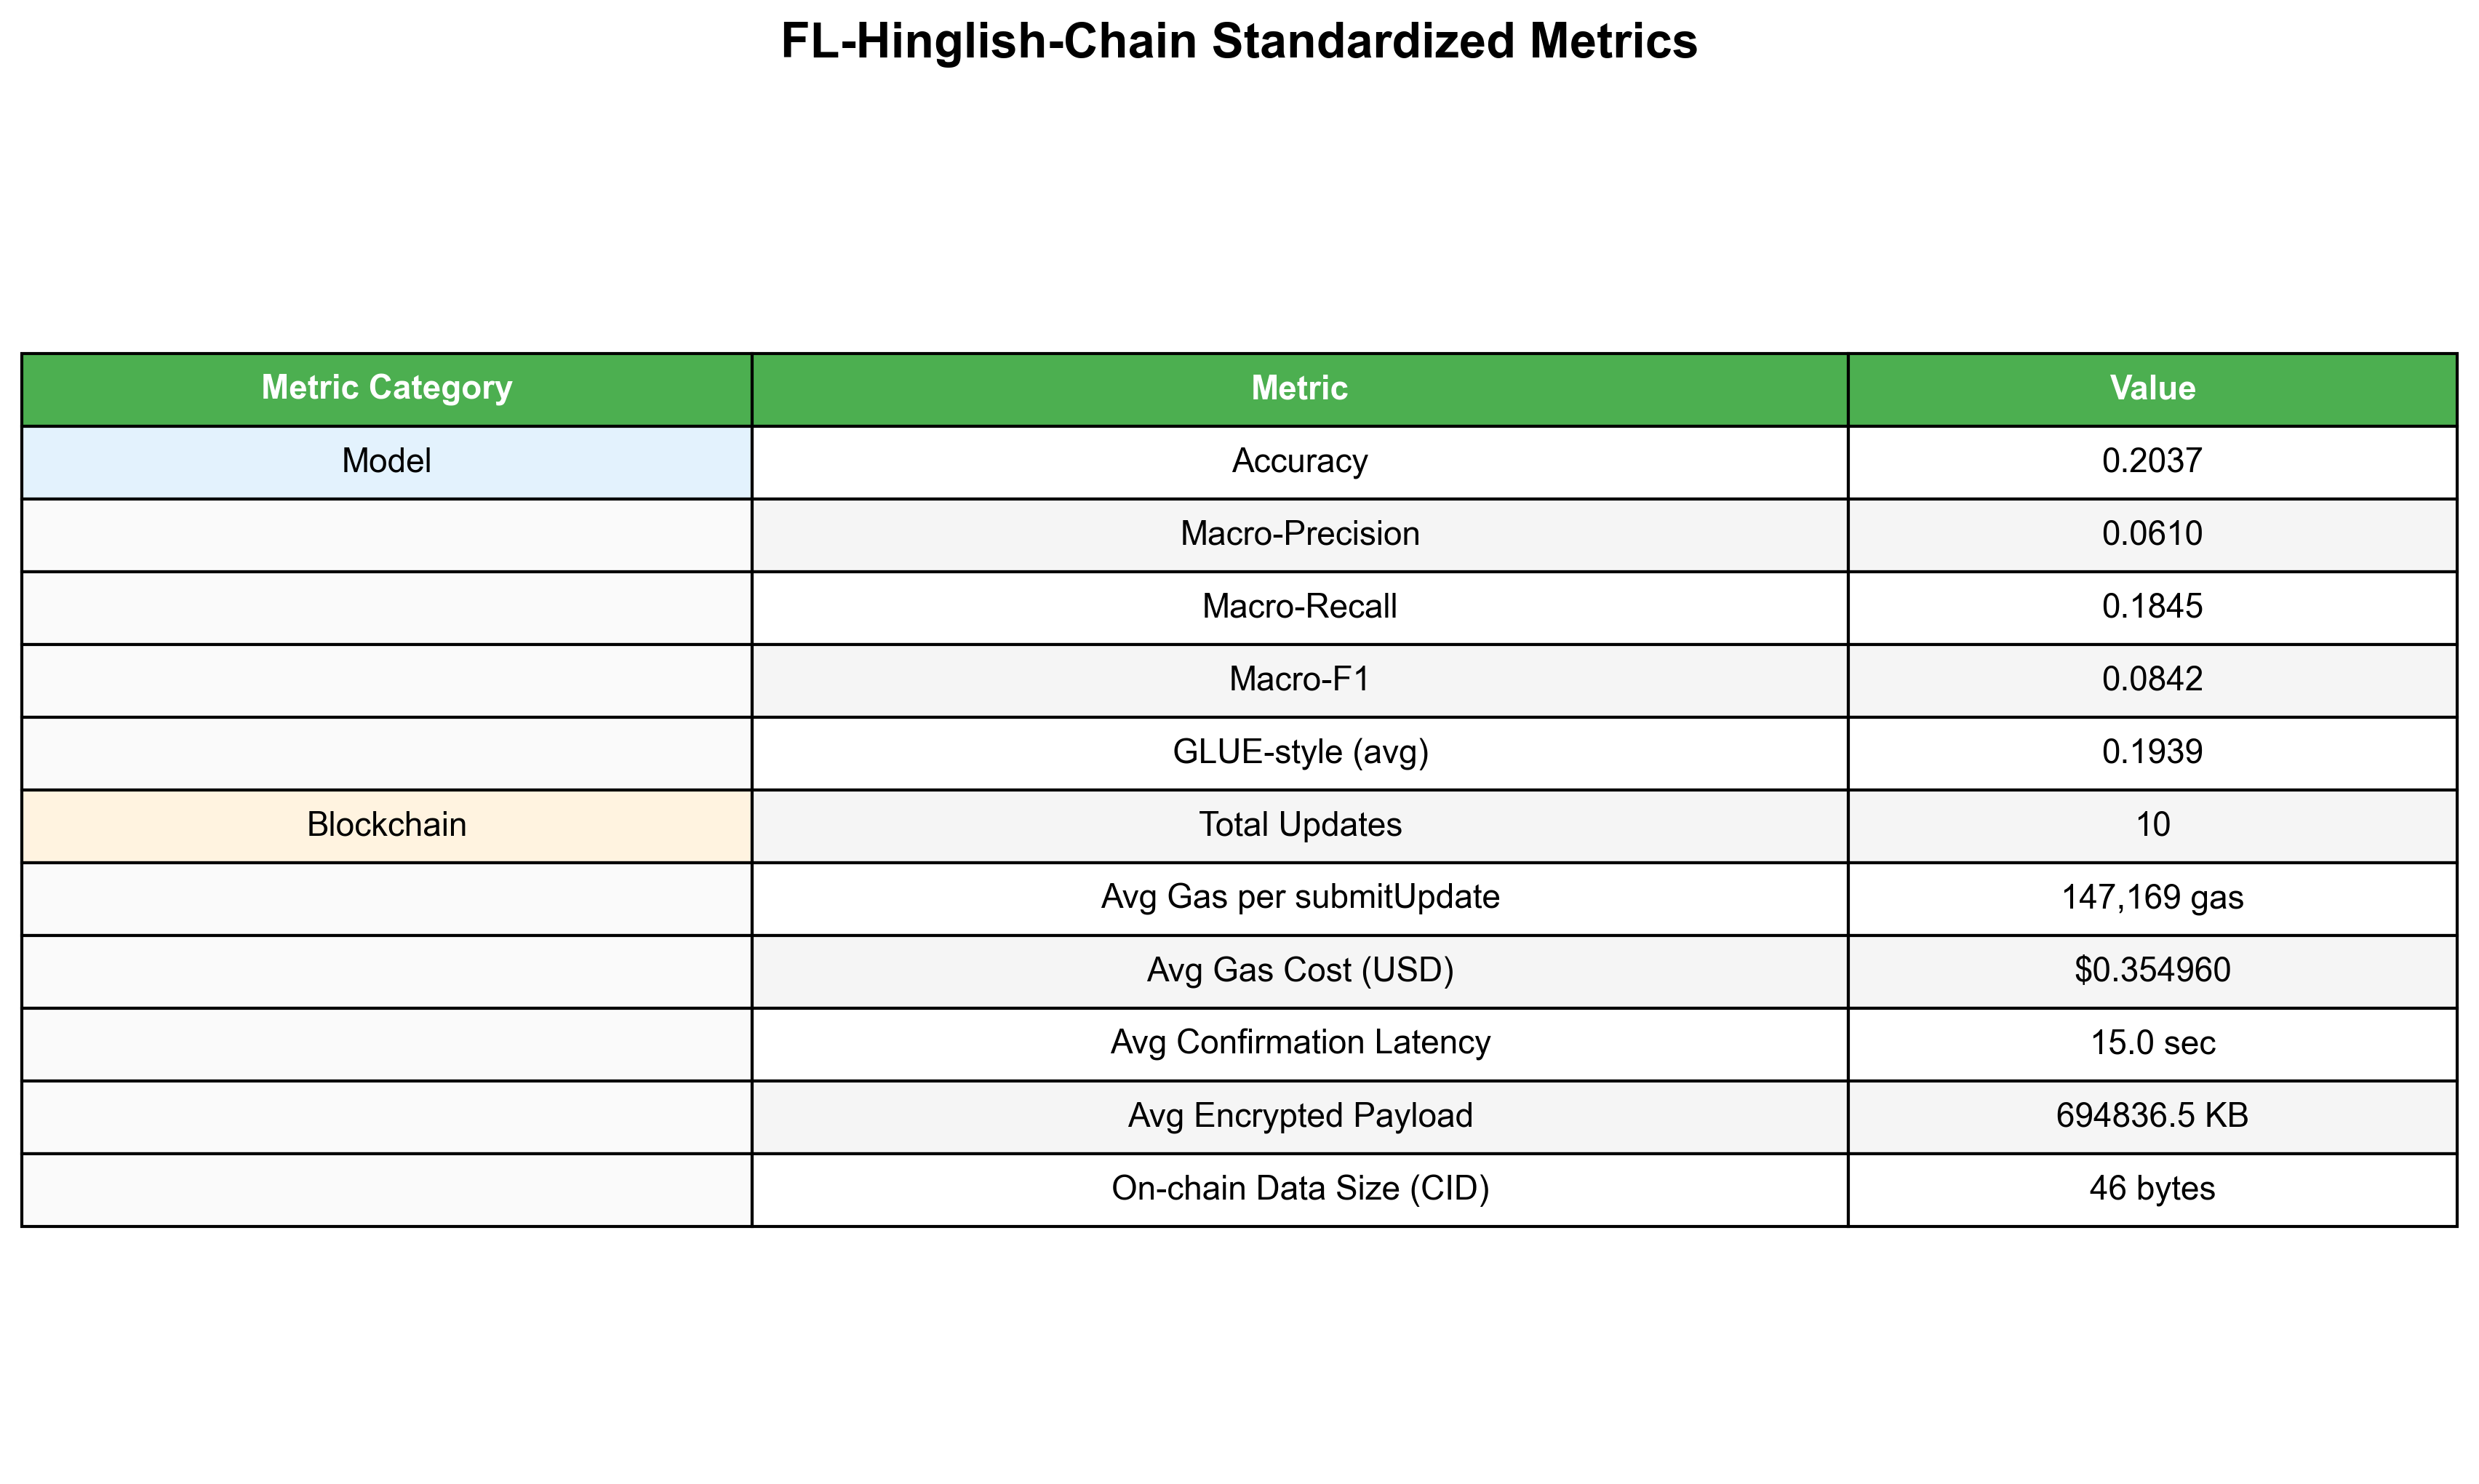 FL-Hinglish-Chain Standardized Metrics
Metric Category Metric Value
Model Accuracy 0.2037
Macro-Precision 0.0610
Macro-Recall 0.1845
Macro-F1 0.0842
GLUE-style (avg) 0.1939
Blockchain Total Updates 10
Avg Gas per submitUpdate 147,169 gas
Avg Gas Cost (USD) $0.354960
Avg Confirmation Latency 15.0 sec
Avg Encrypted Payload 694836.5 KB
On-chain Data Size (CID) 46 bytes